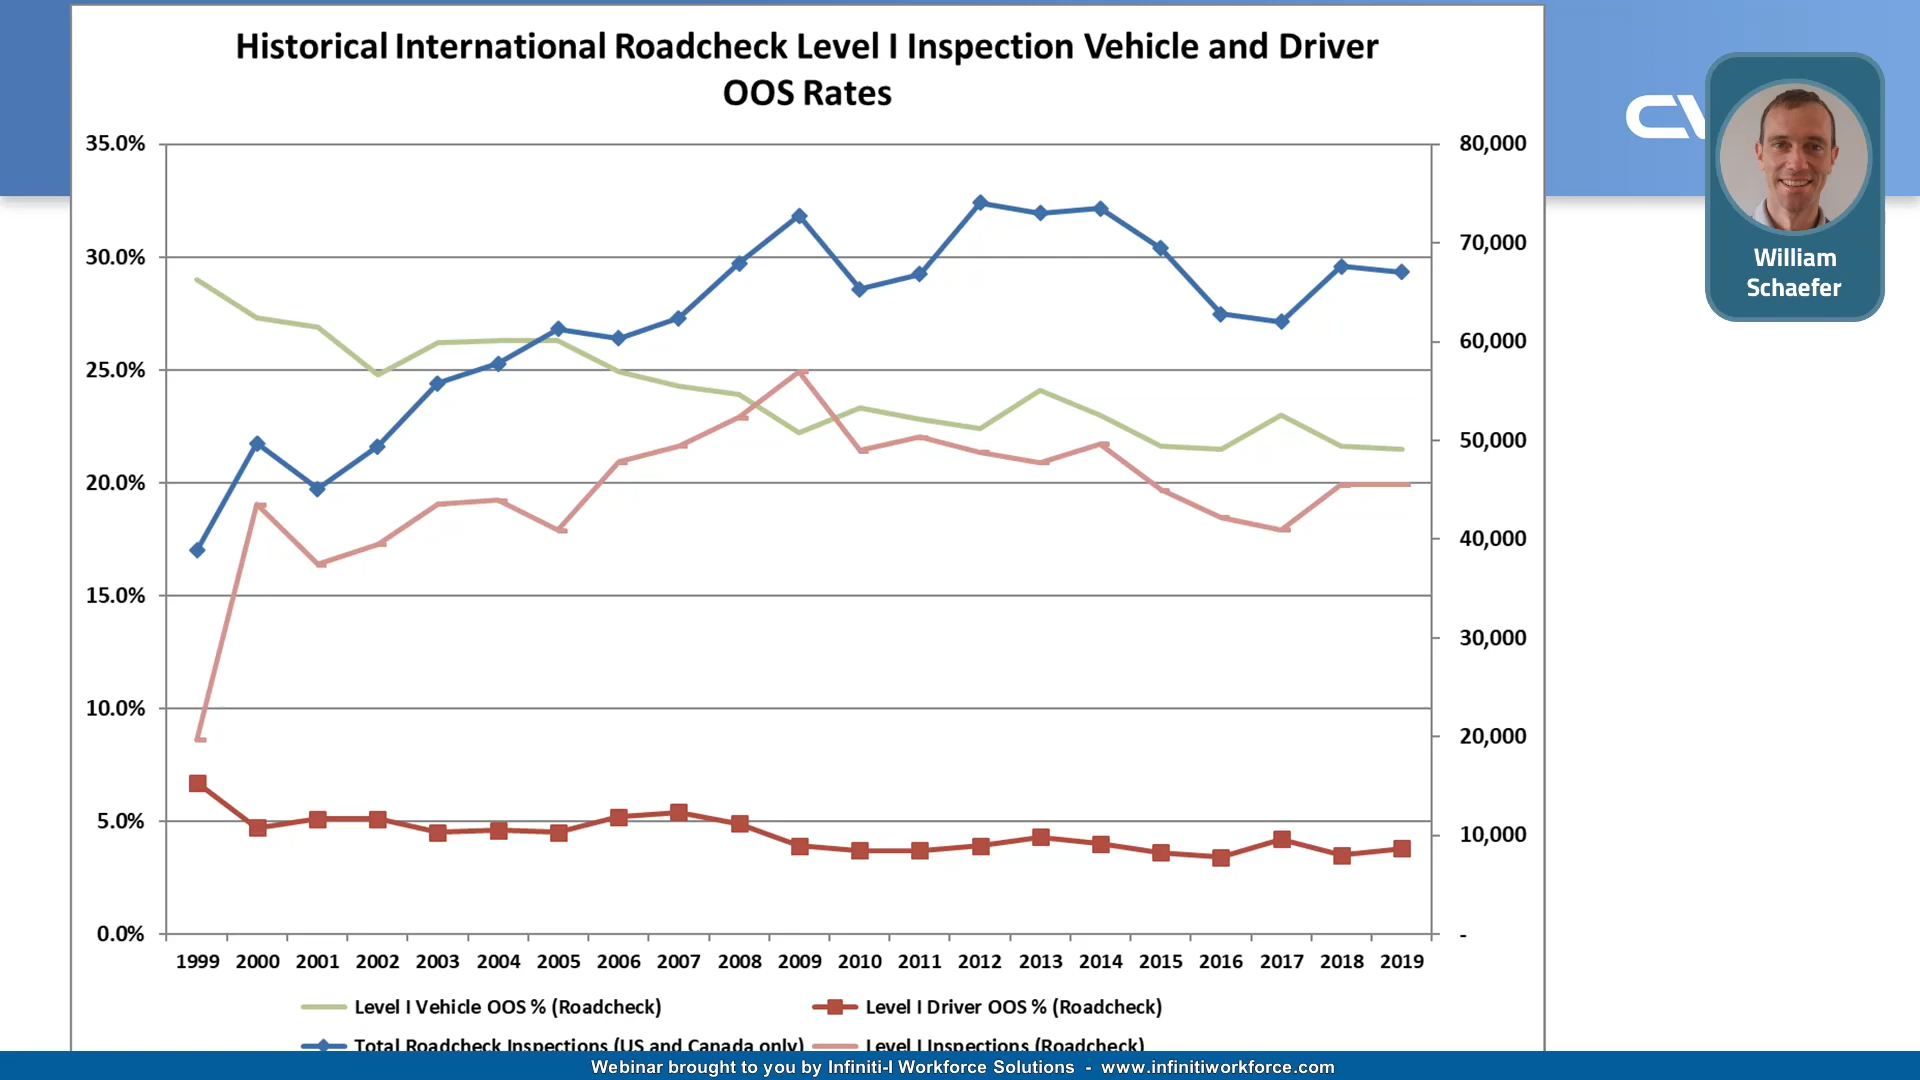 Historical International Roadcheck Level I Inspection Vehicle and Driver
OOS Rates
35.0%
30.0%
25.0%
20.0%
15.0%
10.0%
5.0%
0.0%
80,000
70,000
60,000
50,000
40,000
30,000
20,000
10,000
-
1999 2000 2001 2002 2003 2004 2005 2006 2007 2008 2009 2010 2011 2012 2013 2014 2015 2016 2017 2018 2019
Level I Vehicle OOS % (Roadcheck)
Level I Driver OOS % (Roadcheck)
Total Roadcheck Inspections (US and Canada only)
Level I Inspections (Roadcheck)
CV
William
Schaefer
Webinar brought to you by Infiniti-I Workforce Solutions - www.infinitiworkforce.com